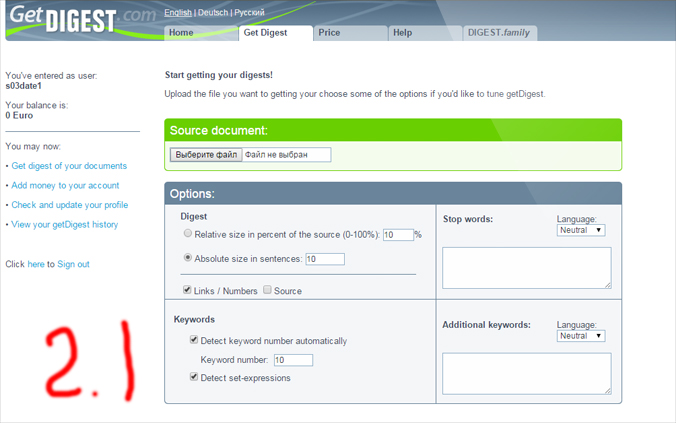 GetDIGEST.com
English | Deutsch | Русский
Home
Get Digest
Price
Help
DIGEST.family
You've entered as user:
s03date1
Your balance is:
0 Euro
You may now:
• Get digest of your documents
• Add money to your account
• Check and update your profile
• View your getDigest history
Click here to Sign out
2.1
Start getting your digests!
Upload the file you want to getting your choose some of the options if you'd like to tune getDigest.
Source document:
Выберите файл Файл не выбран
Options:
Digest
Relative size in percent of the source (0-100%): 10 %
Absolute size in sentences: 10
Links / Numbers Source
Stop words:
Language:
Neutral
Keywords
Detect keyword number automatically
Keyword number: 10
Detect set-expressions
Additional keywords:
Language:
Neutral